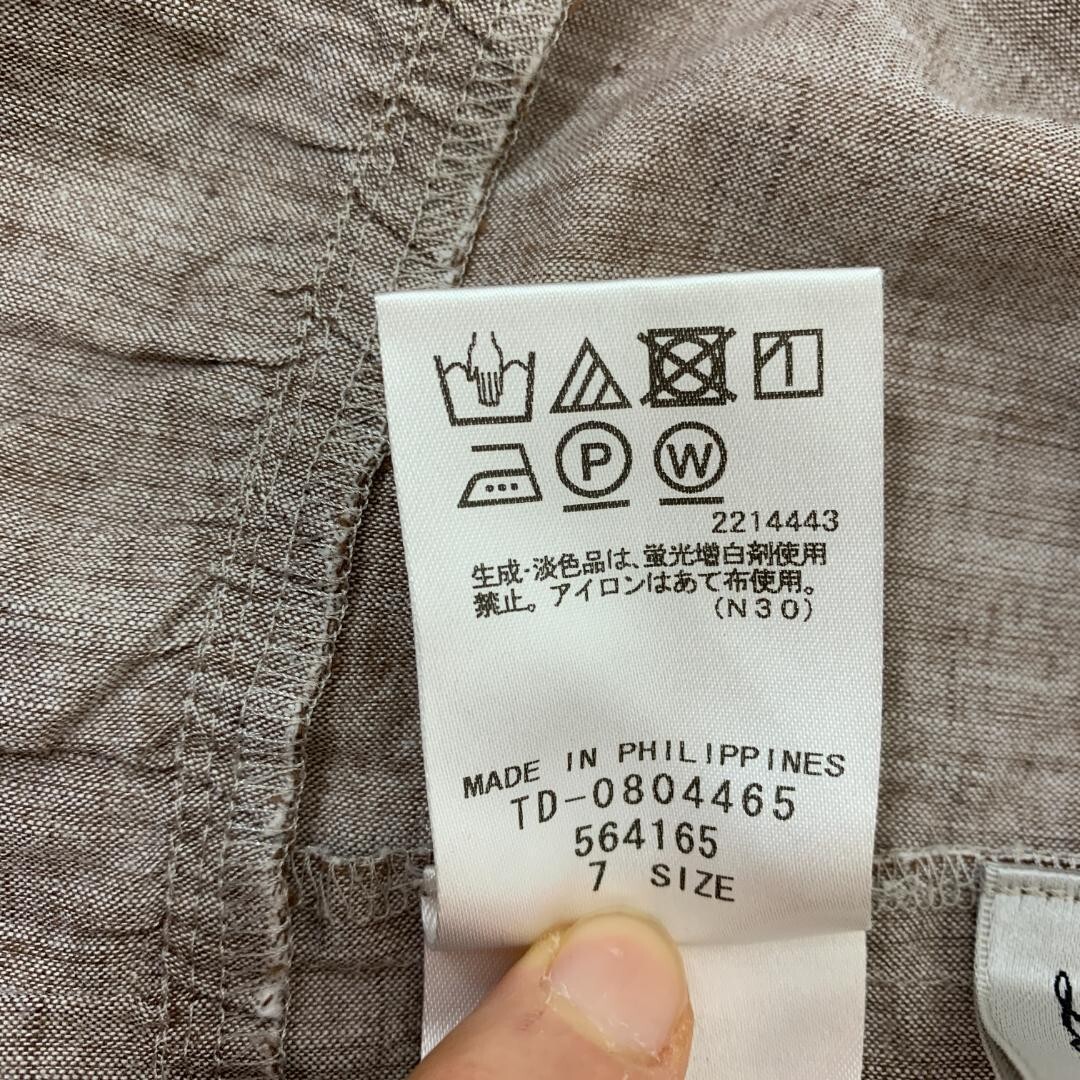 P W
2214443
生成・淡色品は、蛍光増白剤使用
禁止。アイロンはあて布使用。
(N30)
MADE IN PHILIPPINES
TD-0804465
564165
7 SIZE